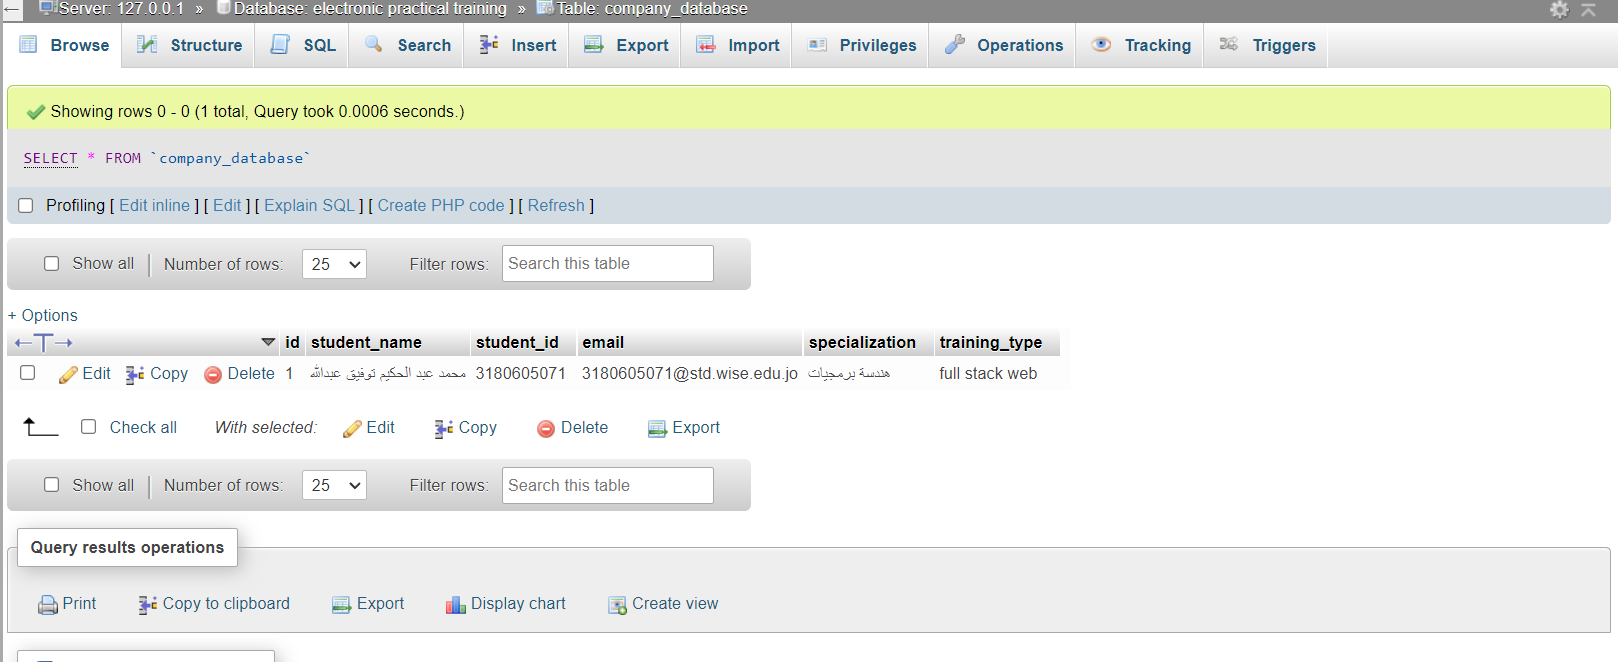 Server: 127.0.0.1 » Database: electronic practical training » Table: company_database
Browse Structure SQL Search Insert Export Import Privileges Operations Tracking Triggers
Showing rows 0 - 0 (1 total, Query took 0.0006 seconds.)
SELECT * FROM `company_database`
Profiling [ Edit inline ] [ Edit ] [ Explain SQL ] [ Create PHP code ] [ Refresh ]
Show all Number of rows: 25 Filter rows: Search this table
+ Options
←T→ id student_name student_id email specialization training_type
Edit Copy Delete 1 محمد عبد الحكيم توفيق عبدالله 3180605071 3180605071@std.wise.edu.jo هندسة برمجيات full stack web
Check all With selected: Edit Copy Delete Export
Show all Number of rows: 25 Filter rows: Search this table
Query results operations
Print Copy to clipboard Export Display chart Create view